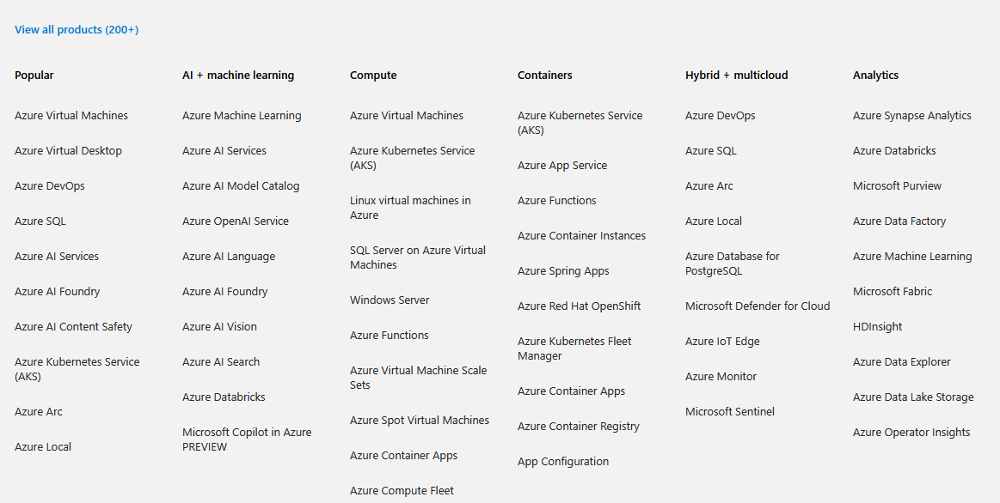 View all products (200+)
Popular
Azure Virtual Machines
Azure Virtual Desktop
Azure DevOps
Azure SQL
Azure AI Services
Azure AI Foundry
Azure AI Content Safety
Azure Kubernetes Service
(AKS)
Azure Arc
Azure Local
AI + machine learning
Azure Machine Learning
Azure AI Services
Azure AI Model Catalog
Azure OpenAI Service
Azure AI Language
Azure AI Foundry
Azure AI Vision
Azure AI Search
Azure Databricks
Microsoft Copilot in Azure
PREVIEW
Compute
Azure Virtual Machines
Azure Kubernetes Service
(AKS)
Linux virtual machines in
Azure
SQL Server on Azure Virtual
Machines
Windows Server
Azure Functions
Azure Virtual Machine Scale
Sets
Azure Spot Virtual Machines
Azure Container Apps
Azure Compute Fleet
Containers
Azure Kubernetes Service
(AKS)
Azure App Service
Azure Functions
Azure Container Instances
Azure Spring Apps
Azure Red Hat OpenShift
Azure Kubernetes Fleet
Manager
Azure Container Apps
Azure Container Registry
App Configuration
Hybrid + multicloud
Azure DevOps
Azure SQL
Azure Arc
Azure Local
Azure Database for
PostgreSQL
Microsoft Defender for Cloud
Azure IoT Edge
Azure Monitor
Microsoft Sentinel
Analytics
Azure Synapse Analytics
Azure Databricks
Microsoft Purview
Azure Data Factory
Azure Machine Learning
Microsoft Fabric
HDInsight
Azure Data Explorer
Azure Data Lake Storage
Azure Operator Insights